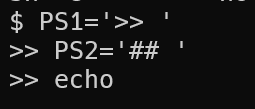 $ PS1='>> '
>> PS2='## '
>> echo